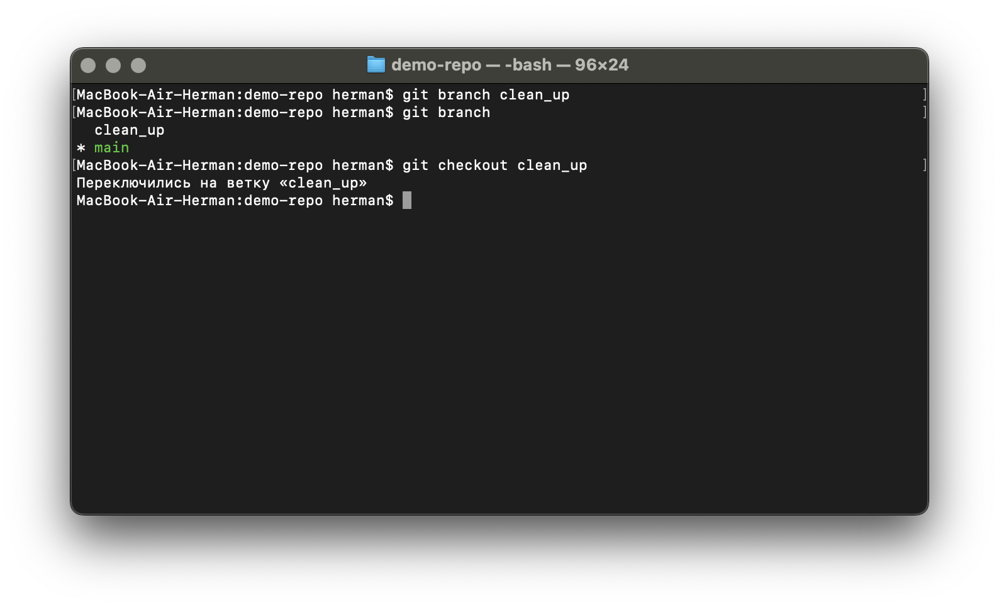 demo-repo — -bash — 96×24
[MacBook-Air-Herman:demo-repo herman$ git branch clean_up ]
[MacBook-Air-Herman:demo-repo herman$ git branch ]
  clean_up
* main
[MacBook-Air-Herman:demo-repo herman$ git checkout clean_up ]
Переключились на ветку «clean_up»
MacBook-Air-Herman:demo-repo herman$